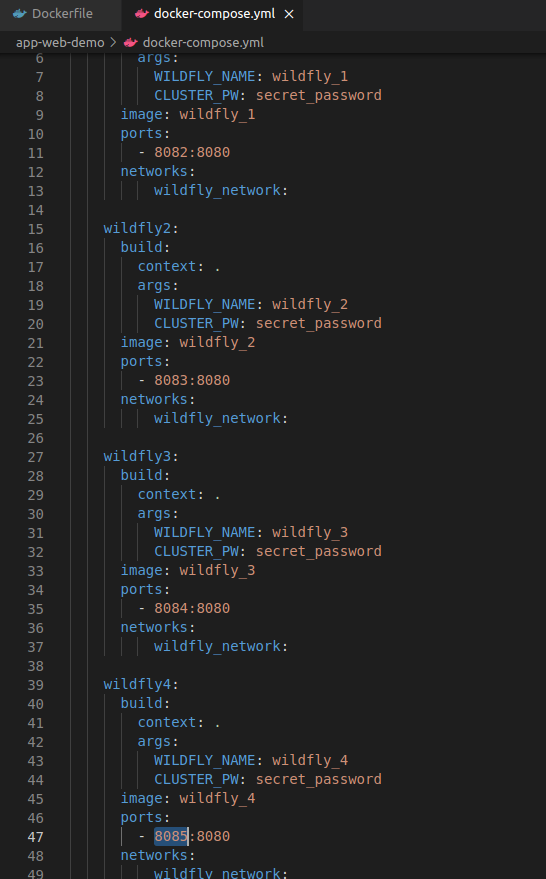 Dockerfile
docker-compose.yml ×
app-web-demo > docker-compose.yml
6 args:
7 WILDFLY_NAME: wildfly_1
8 CLUSTER_PW: secret_password
9 image: wildfly_1
10 ports:
11 - 8082:8080
12 networks:
13 wildfly_network:
14
15 wildfly2:
16 build:
17 context: .
18 args:
19 WILDFLY_NAME: wildfly_2
20 CLUSTER_PW: secret_password
21 image: wildfly_2
22 ports:
23 - 8083:8080
24 networks:
25 wildfly_network:
26
27 wildfly3:
28 build:
29 context: .
30 args:
31 WILDFLY_NAME: wildfly_3
32 CLUSTER_PW: secret_password
33 image: wildfly_3
34 ports:
35 - 8084:8080
36 networks:
37 wildfly_network:
38
39 wildfly4:
40 build:
41 context: .
42 args:
43 WILDFLY_NAME: wildfly_4
44 CLUSTER_PW: secret_password
45 image: wildfly_4
46 ports:
47 - 8085:8080
48 networks:
49 wildfly_network: